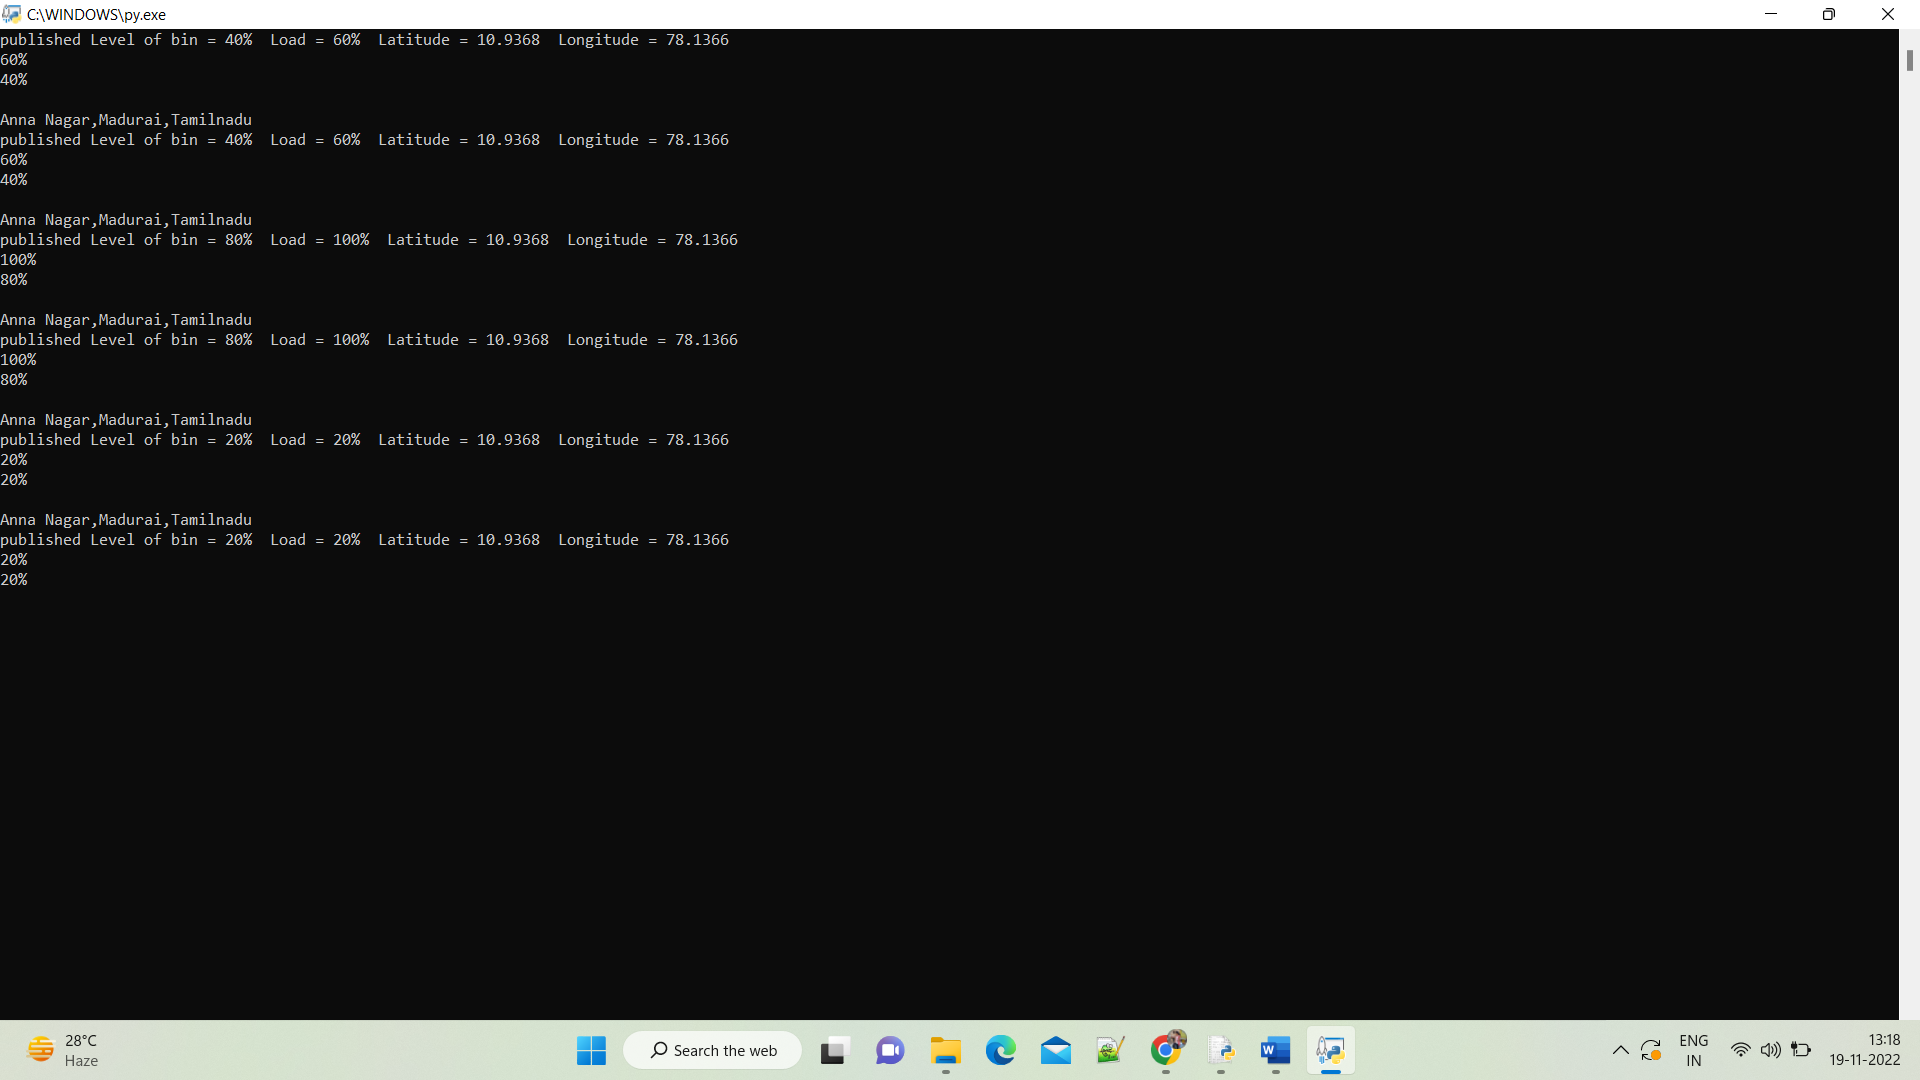 C:\WINDOWS\py.exe
published Level of bin = 40%  Load = 60%  Latitude = 10.9368  Longitude = 78.1366
60%
40%
Anna Nagar,Madurai,Tamilnadu
published Level of bin = 40%  Load = 60%  Latitude = 10.9368  Longitude = 78.1366
60%
40%
Anna Nagar,Madurai,Tamilnadu
published Level of bin = 80%  Load = 100%  Latitude = 10.9368  Longitude = 78.1366
100%
80%
Anna Nagar,Madurai,Tamilnadu
published Level of bin = 80%  Load = 100%  Latitude = 10.9368  Longitude = 78.1366
100%
80%
Anna Nagar,Madurai,Tamilnadu
published Level of bin = 20%  Load = 20%  Latitude = 10.9368  Longitude = 78.1366
20%
20%
Anna Nagar,Madurai,Tamilnadu
published Level of bin = 20%  Load = 20%  Latitude = 10.9368  Longitude = 78.1366
20%
20%
28°C
Haze
Search the web
W
ENG
IN
13:18
19-11-2022